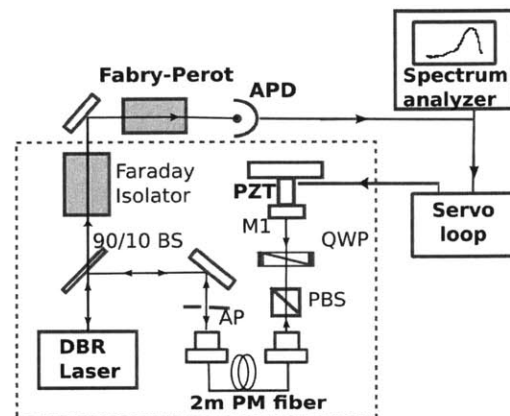 Fabry-Perot
APD
Spectrum
analyzer
Faraday
Isolator
PZT
M1
Servo
loop
90/10 BS
QWP
AP
PBS
DBR
Laser
2m PM fiber